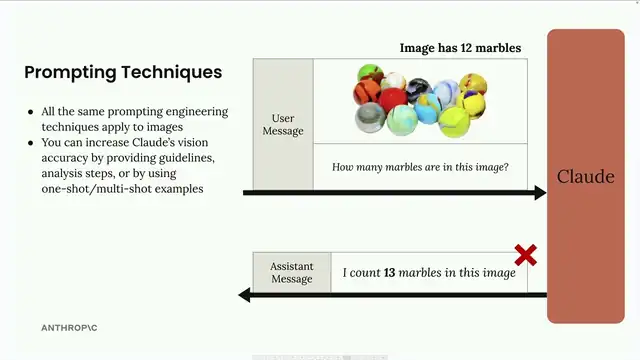 Prompting Techniques
● All the same prompting engineering
techniques apply to images
● You can increase Claude's vision
accuracy by providing guidelines,
analysis steps, or by using
one-shot/multi-shot examples
Image has 12 marbles
User
Message
How many marbles are in this image?
Claude
Assistant
Message
I count 13 marbles in this image
ANTHROP\C